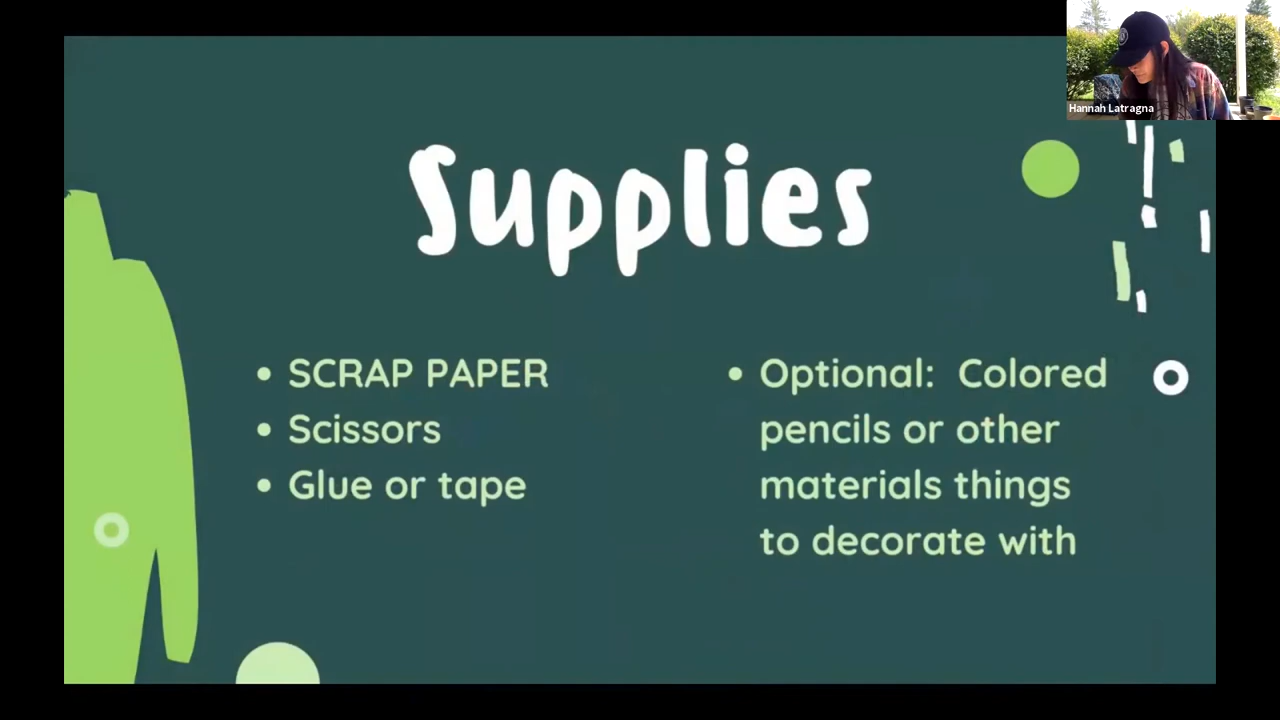 Hannah Latragna
Supplies
• SCRAP PAPER
• Scissors
• Glue or tape
• Optional:  Colored
pencils or other
materials things
to decorate with